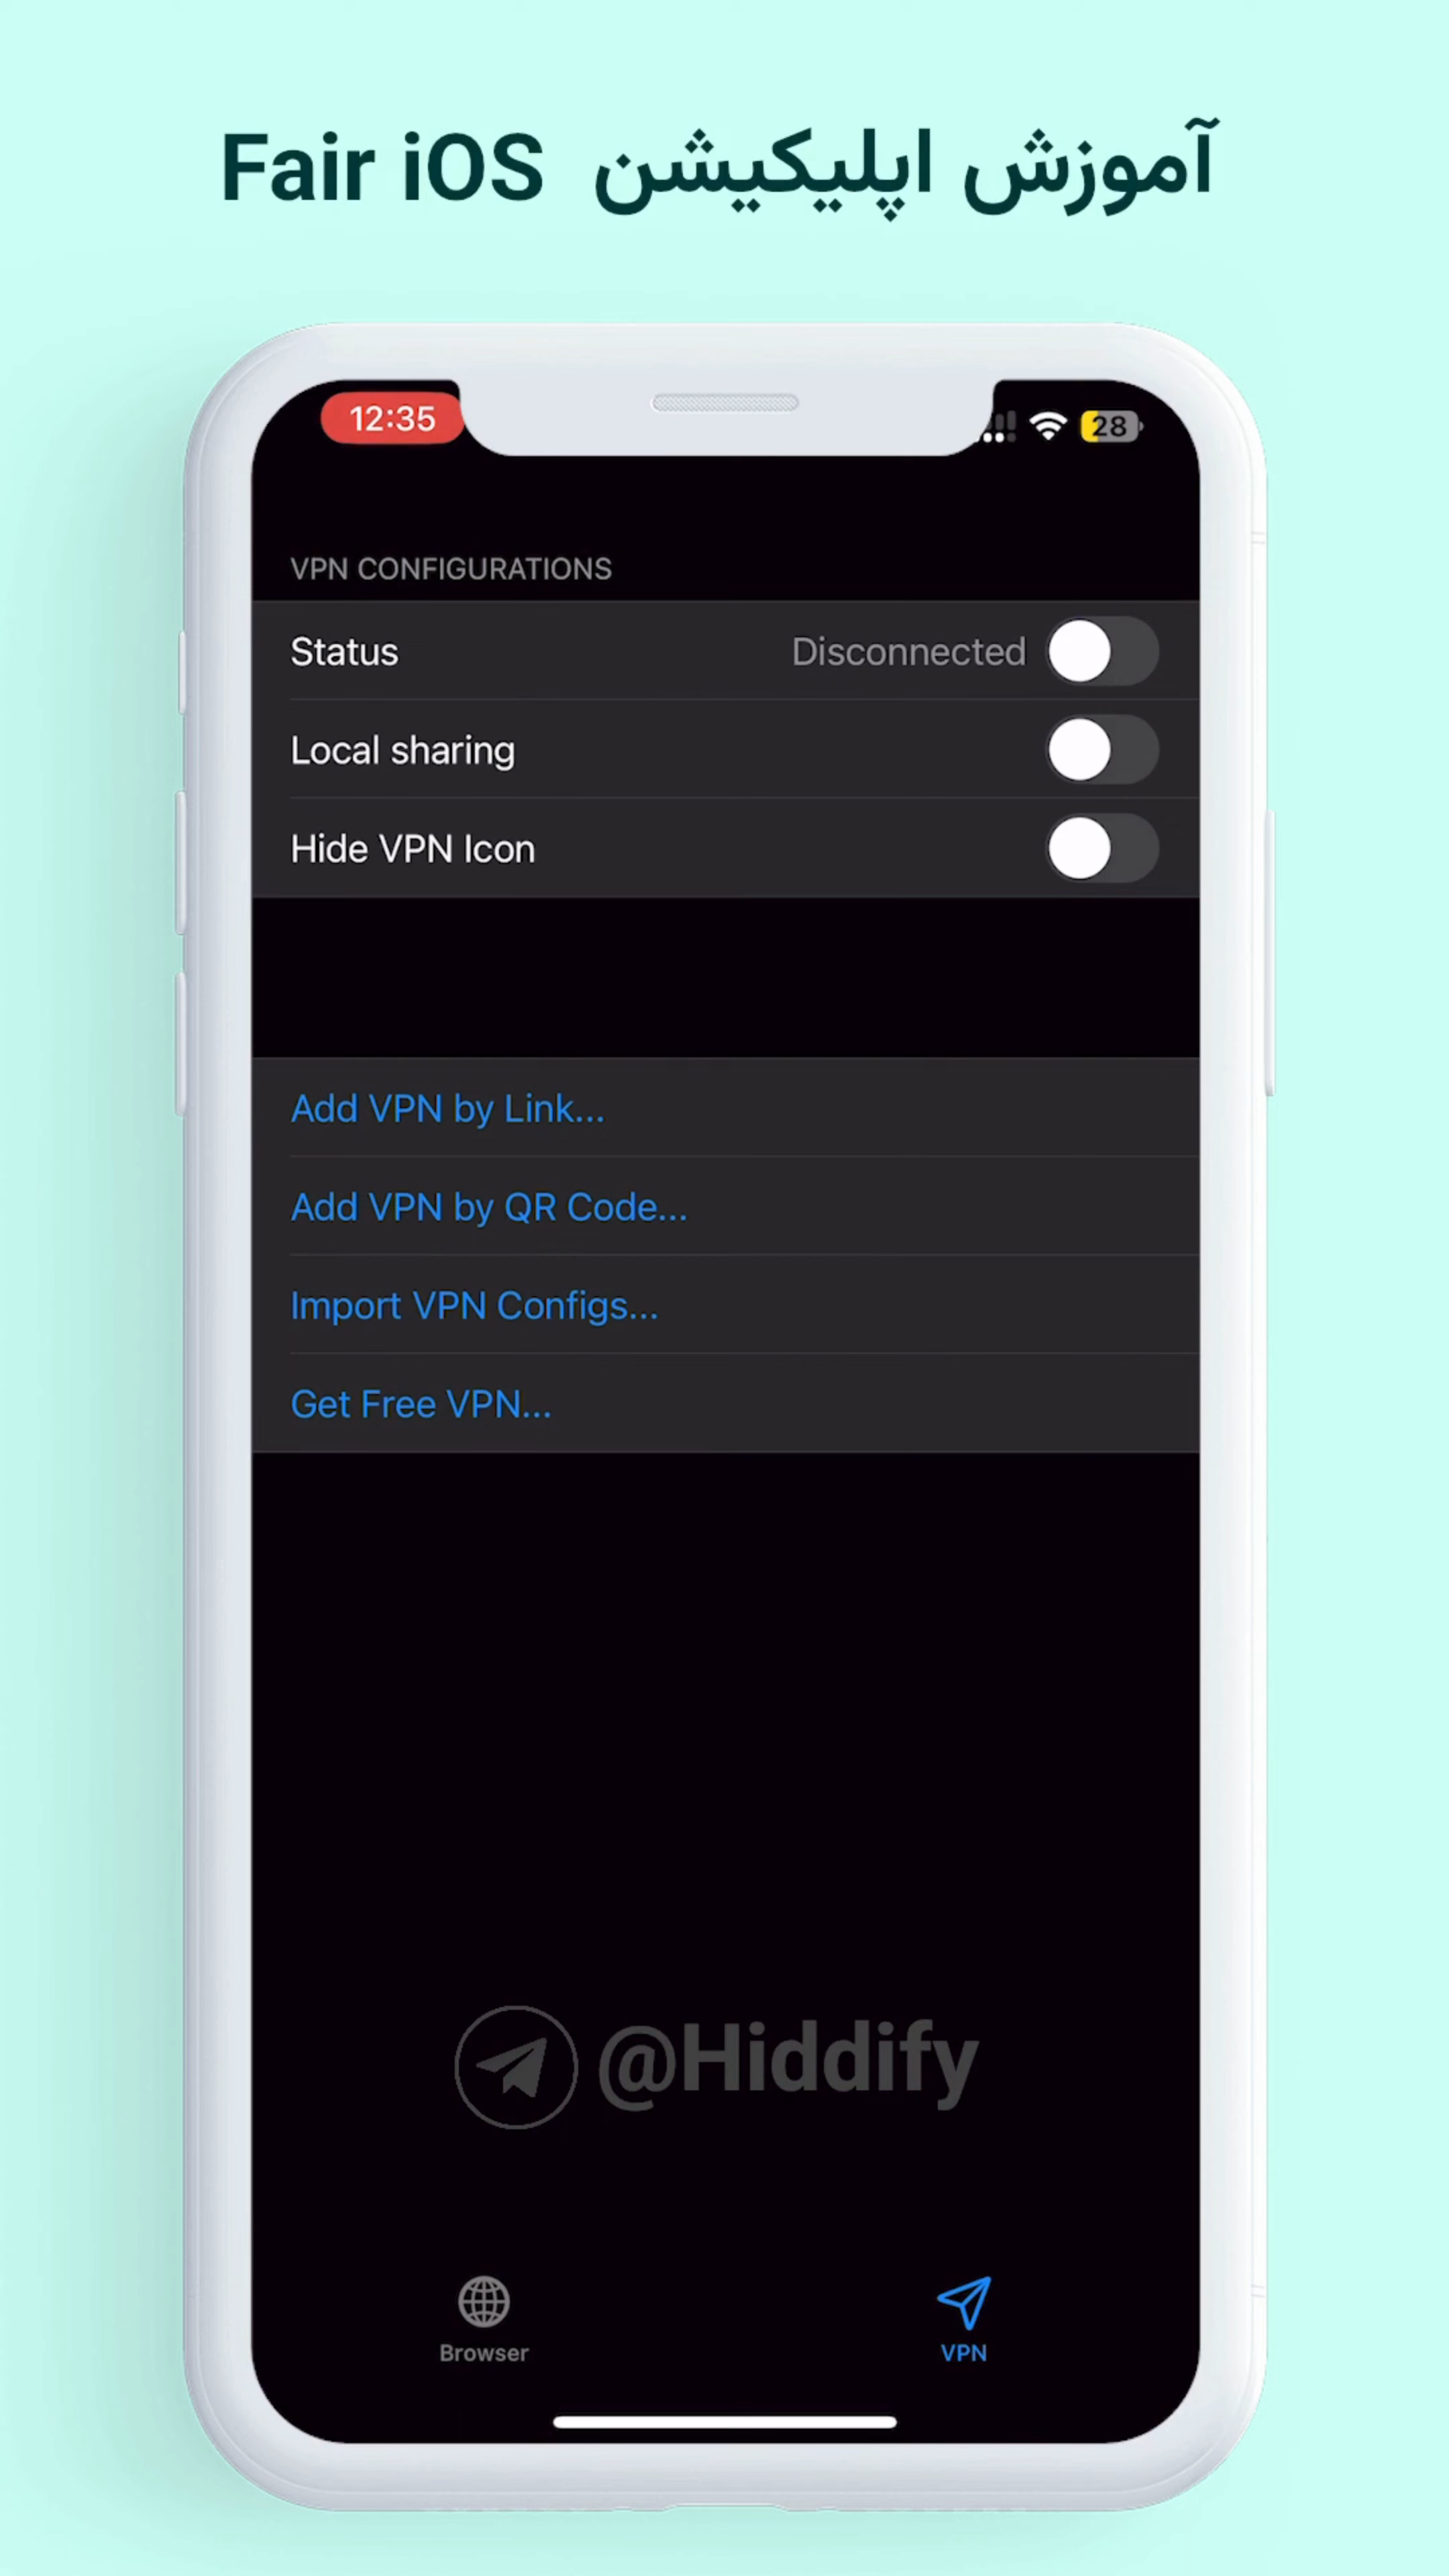 آموزش اپلیکیشن Fair iOS
12:35
28
VPN CONFIGURATIONS
Status Disconnected
Local sharing
Hide VPN Icon
Add VPN by Link...
Add VPN by QR Code...
Import VPN Configs...
Get Free VPN...
@Hiddify
Browser VPN